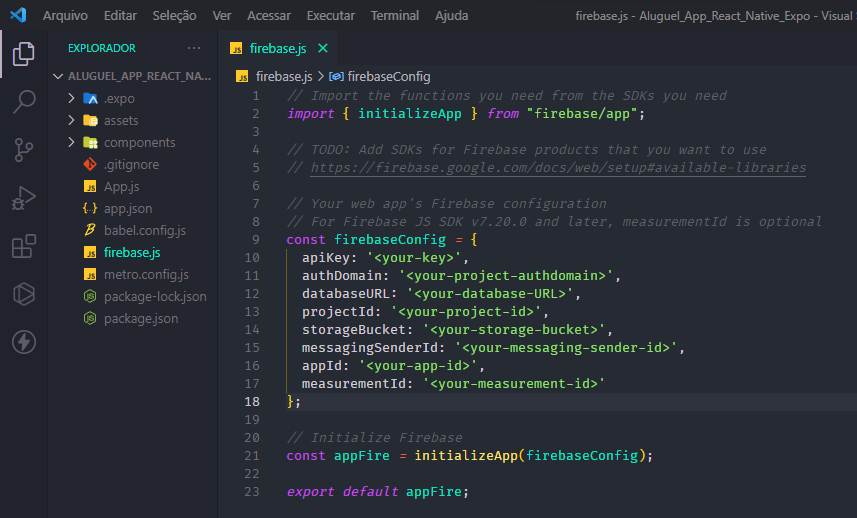 Arquivo Editar Seleção Ver Acessar Executar Terminal Ajuda firebase.js - Aluguel_App_React_Native_Expo - Visual S
EXPLORADOR ···
ALUGUEL_APP_REACT_NA...
.expo
assets
components
.gitignore
App.js
app.json
babel.config.js
firebase.js
metro.config.js
package-lock.json
package.json
JS firebase.js ×
JS firebase.js > firebaseConfig
1 // Import the functions you need from the SDKs you need
2 import { initializeApp } from "firebase/app";
3
4 // TODO: Add SDKs for Firebase products that you want to use
5 // https://firebase.google.com/docs/web/setup#available-libraries
6
7 // Your web app's Firebase configuration
8 // For Firebase JS SDK v7.20.0 and later, measurementId is optional
9 const firebaseConfig = {
10 apiKey: '<your-key>',
11 authDomain: '<your-project-authdomain>',
12 databaseURL: '<your-database-URL>',
13 projectId: '<your-project-id>',
14 storageBucket: '<your-storage-bucket>',
15 messagingSenderId: '<your-messaging-sender-id>',
16 appId: '<your-app-id>',
17 measurementId: '<your-measurement-id>'
18 };
19
20 // Initialize Firebase
21 const appFire = initializeApp(firebaseConfig);
22
23 export default appFire;